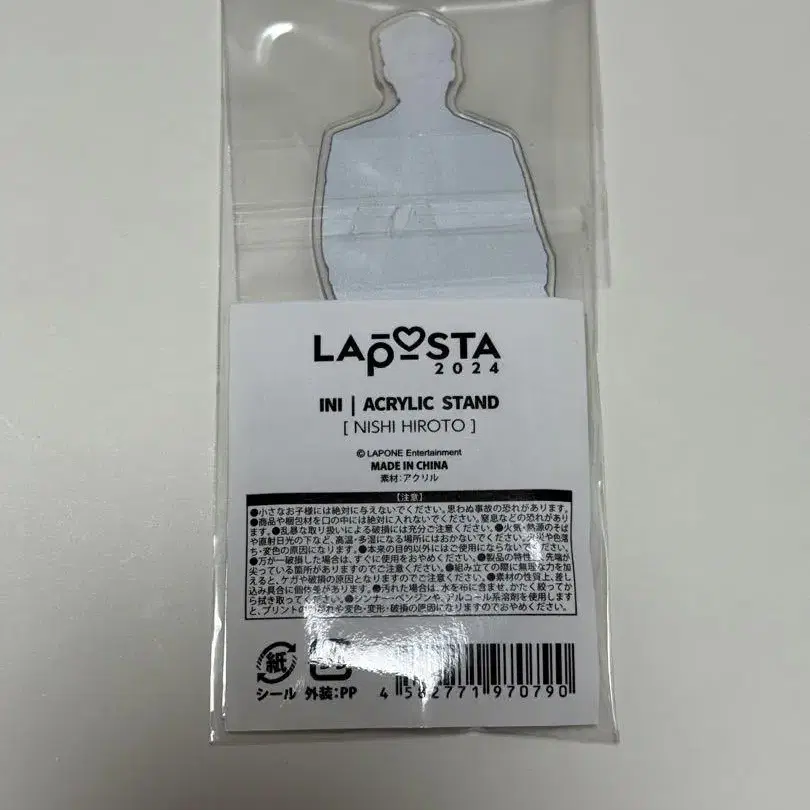 LAPOSTA
2024
INI | ACRYLIC STAND
[ NISHI HIROTO ]
© LAPONE Entertainment
MADE IN CHINA
素材:アクリル
【注意】
●小さなお子様には絶対に与えないでください。思わぬ事故の恐れがあります。
●商品や梱包材を口の中には絶対に入れないでください。窒息などの恐れがあり
ます。●乱暴な取り扱いによる破損には充分ご注意ください。●火気・熱源のそば
や直射日光の下など、高温・多湿になる場所にはおかないでください。変形や色落
ち・変色の原因になります。●本来の目的以外にはご使用にならないでください。
●万が一破損した場合は、すぐに使用をおやめください。●製品の特性上、先端が
尖っている箇所がありますのでご注意ください。●組み立ての際に無理な力を加
えると、ケガや破損の原因となりますのでご注意ください。●素材の性質上、差し
込み具合に個体差があります。●汚れた場合は、水を布に含ませ、かたく絞ってか
ら拭き取ってください。●シンナー・ベンジンや、アルコール系溶剤を使用します
と、プリントの剥がれや変色・変形・破損の原因になりますのでおやめください。
紙
シール
外装:PP
4 582771 970790